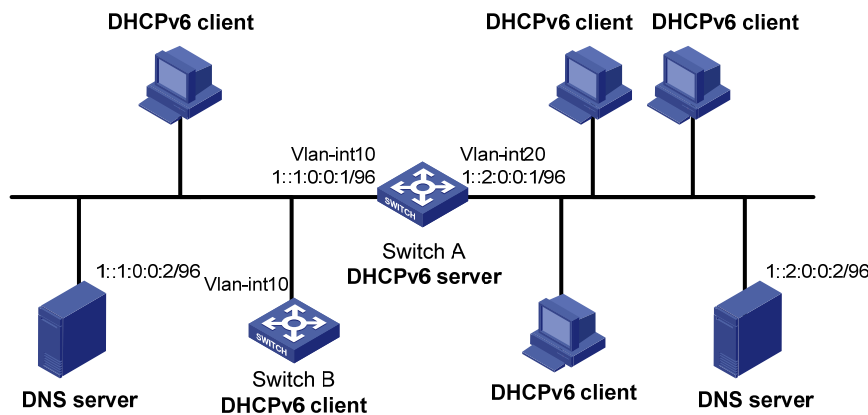 DHCPv6 client
DHCPv6 client
DHCPv6 client
Vlan-int10
1::1:0:0:1/96
Vlan-int20
1::2:0:0:1/96
SWITCH
Switch A
DHCPv6 server
1::1:0:0:2/96
Vlan-int10
1::2:0:0:2/96
SWITCH
DNS server
Switch B
DHCPv6 client
DHCPv6 client
DNS server